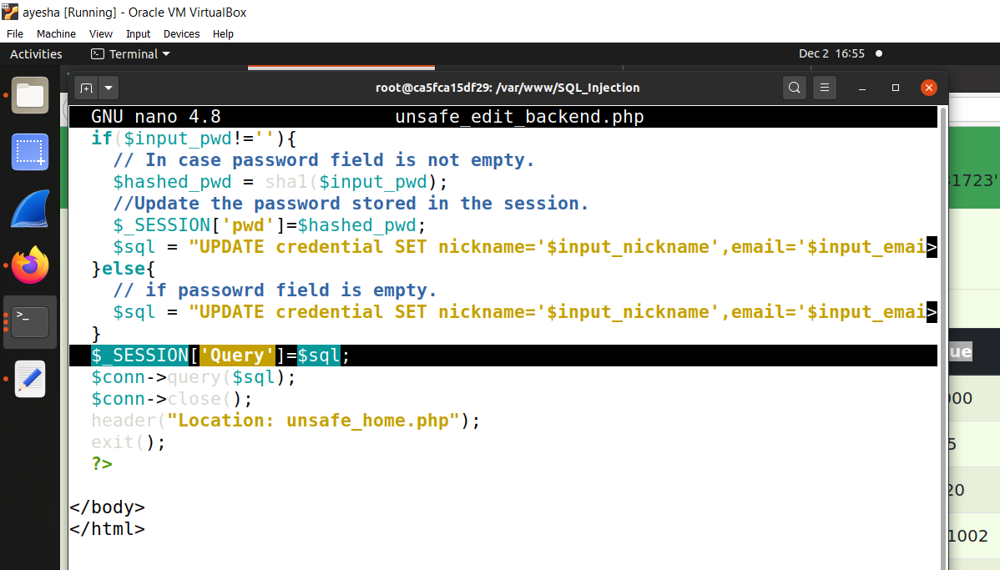 ayesha [Running] - Oracle VM VirtualBox
File Machine View Input Devices Help
Activities Terminal Dec 2 16:55
root@ca5fca15df29: /var/www/SQL_Injection
GNU nano 4.8 unsafe_edit_backend.php
if($input_pwd!=''){
// In case password field is not empty.
$hashed_pwd = sha1($input_pwd);
//Update the password stored in the session.
$_SESSION['pwd']=$hashed_pwd;
$sql = "UPDATE credential SET nickname='$input_nickname',email='$input_emai>
}else{
// if passowrd field is empty.
$sql = "UPDATE credential SET nickname='$input_nickname',email='$input_emai>
}
$_SESSION['Query']=$sql;
$conn->query($sql);
$conn->close();
header("Location: unsafe_home.php");
exit();
?>
</body>
</html>
1723'
ue
00
5
20
1002